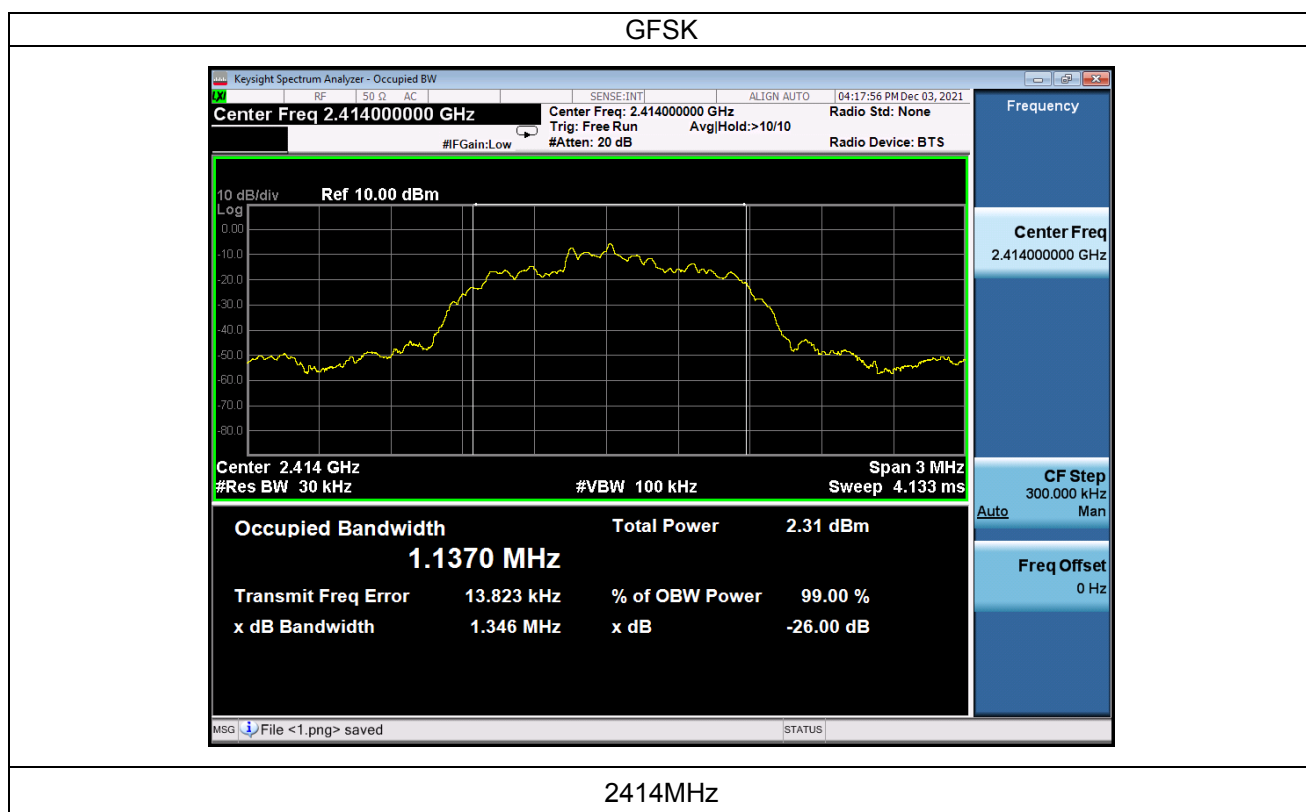 GFSK
Keysight Spectrum Analyzer - Occupied BW
LXI RF 50 Ω AC SENSE:INT ALIGN AUTO 04:17:56 PM Dec 03, 2021
Center Freq 2.414000000 GHz
Center Freq: 2.414000000 GHz Radio Std: None
Trig: Free Run Avg|Hold:>10/10
#IFGain:Low #Atten: 20 dB Radio Device: BTS
10 dB/div Ref 10.00 dBm
Log
0.00
-10.0
-20.0
-30.0
-40.0
-50.0
-60.0
-70.0
-80.0
Center 2.414 GHz Span 3 MHz
#Res BW 30 kHz #VBW 100 kHz Sweep 4.133 ms
Occupied Bandwidth Total Power 2.31 dBm
1.1370 MHz
Transmit Freq Error 13.823 kHz % of OBW Power 99.00 %
x dB Bandwidth 1.346 MHz x dB -26.00 dB
Frequency
Center Freq
2.414000000 GHz
CF Step
300.000 kHz
Auto Man
Freq Offset
0 Hz
MSG File <1.png> saved STATUS
2414MHz